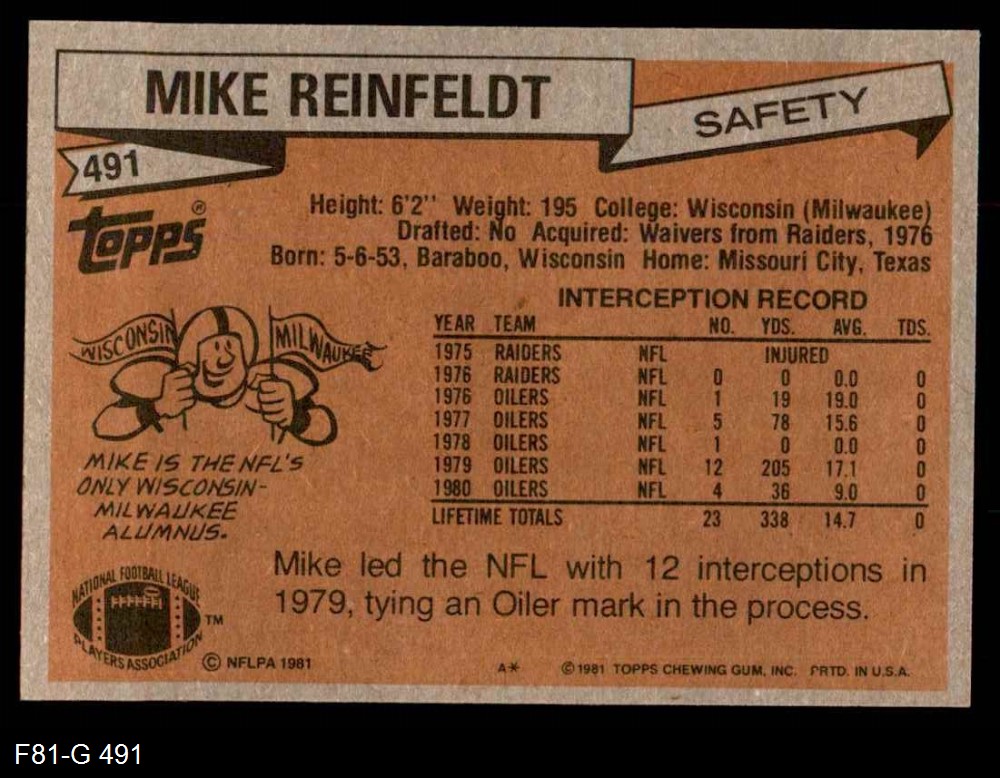 MIKE REINFELDT
SAFETY
491
Topps®
Height: 6'2" Weight: 195 College: Wisconsin (Milwaukee)
Drafted: No Acquired: Waivers from Raiders, 1976
Born: 5-6-53, Baraboo, Wisconsin Home: Missouri City, Texas
INTERCEPTION RECORD
YEAR TEAM NO. YDS. AVG. TDS.
1975 RAIDERS NFL INJURED
1976 RAIDERS NFL 0 0 0.0 0
1976 OILERS NFL 1 19 19.0 0
1977 OILERS NFL 5 78 15.6 0
1978 OILERS NFL 1 0 0.0 0
1979 OILERS NFL 12 205 17.1 0
1980 OILERS NFL 4 36 9.0 0
LIFETIME TOTALS 23 338 14.7 0
WISCONSIN MILWAUKEE
MIKE IS THE NFL'S
ONLY WISCONSIN-
MILWAUKEE
ALUMNUS.
Mike led the NFL with 12 interceptions in
1979, tying an Oiler mark in the process.
NATIONAL FOOTBALL LEAGUE
PLAYERS ASSOCIATION
TM
© NFLPA 1981
A*
©1981 TOPPS CHEWING GUM, INC. PRTD. IN U.S.A.
F81-G 491